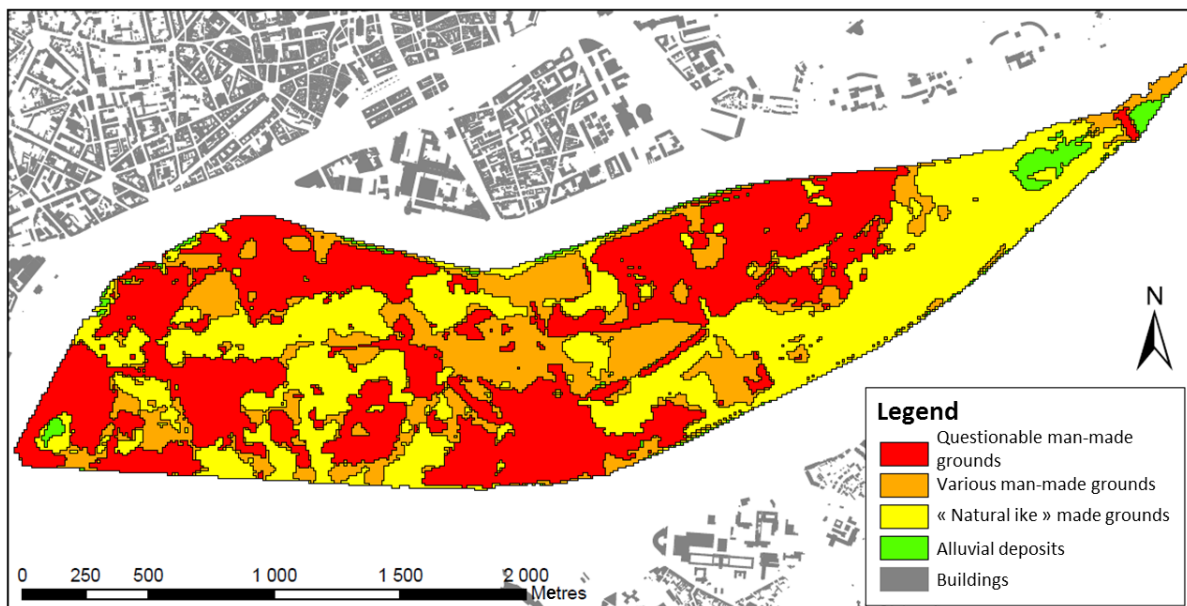 N
Legend
Questionable man-made
grounds
Various man-made grounds
« Natural ike » made grounds
Alluvial deposits
Buildings
0 250 500 1 000 1 500 2 000
Metres